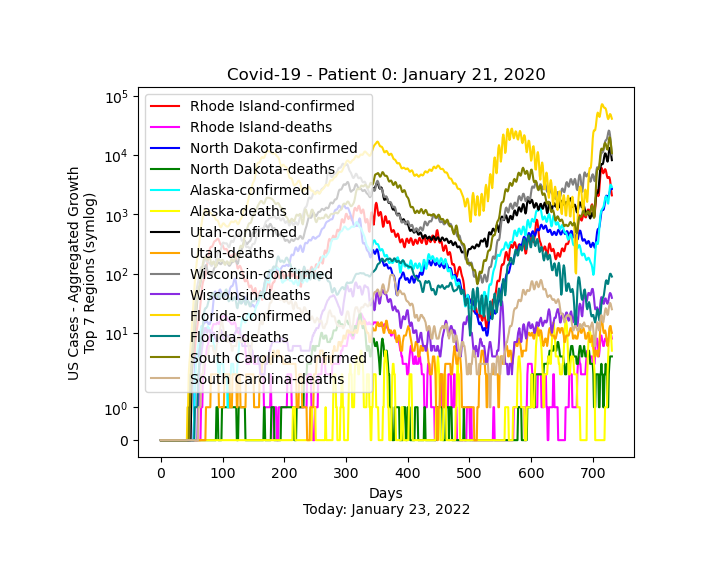 Covid-19 - Patient 0: January 21, 2020
US Cases - Aggregated Growth
Top 7 Regions (symlog)
10^5
10^4
10^3
10^2
10^1
10^0
0
Rhode Island-confirmed
Rhode Island-deaths
North Dakota-confirmed
North Dakota-deaths
Alaska-confirmed
Alaska-deaths
Utah-confirmed
Utah-deaths
Wisconsin-confirmed
Wisconsin-deaths
Florida-confirmed
Florida-deaths
South Carolina-confirmed
South Carolina-deaths
0 100 200 300 400 500 600 700
Days
Today: January 23, 2022